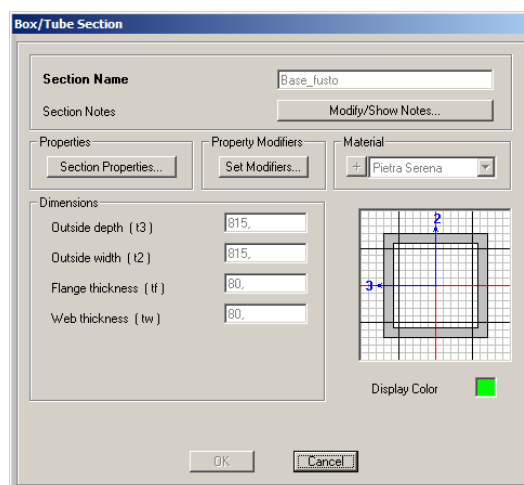 Box/Tube Section
Section Name
Base_fusto
Section Notes
Modify/Show Notes...
Properties
Section Properties...
Property Modifiers
Set Modifiers...
Material
+ Pietra Serena
Dimensions
Outside depth ( t3 )
815,
Outside width ( t2 )
815,
Flange thickness ( tf )
80,
Web thickness ( tw )
80,
2
3
Display Color
OK
Cancel